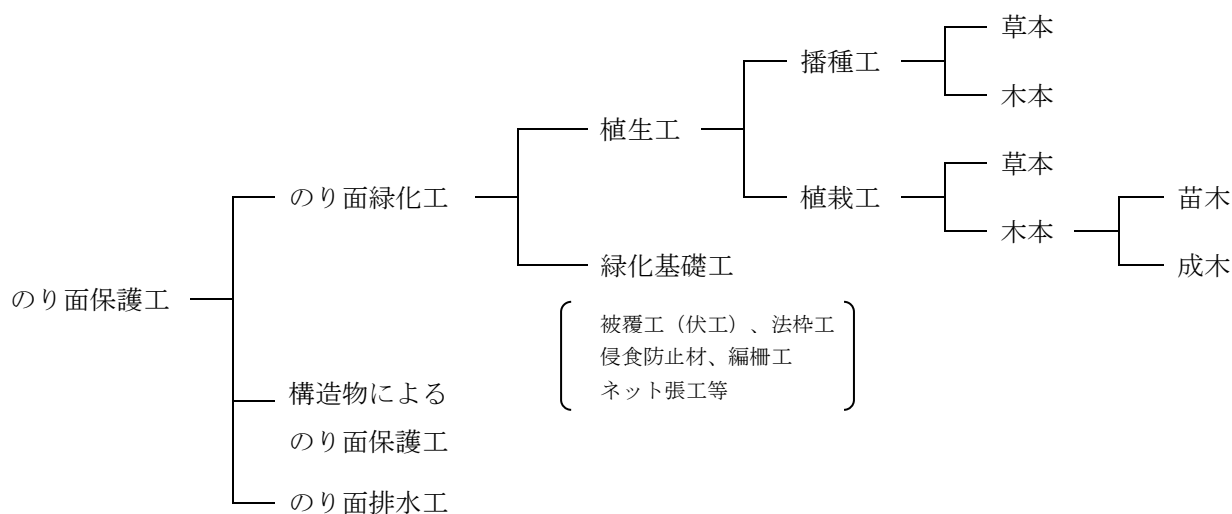 草本
播種工
木本
植生工
草本
のり面緑化工
植栽工
苗木
木本
緑化基礎工
成木
のり面保護工
被覆工（伏工）、法枠工
侵食防止材、編柵工
ネット張工等
構造物による
のり面保護工
のり面排水工